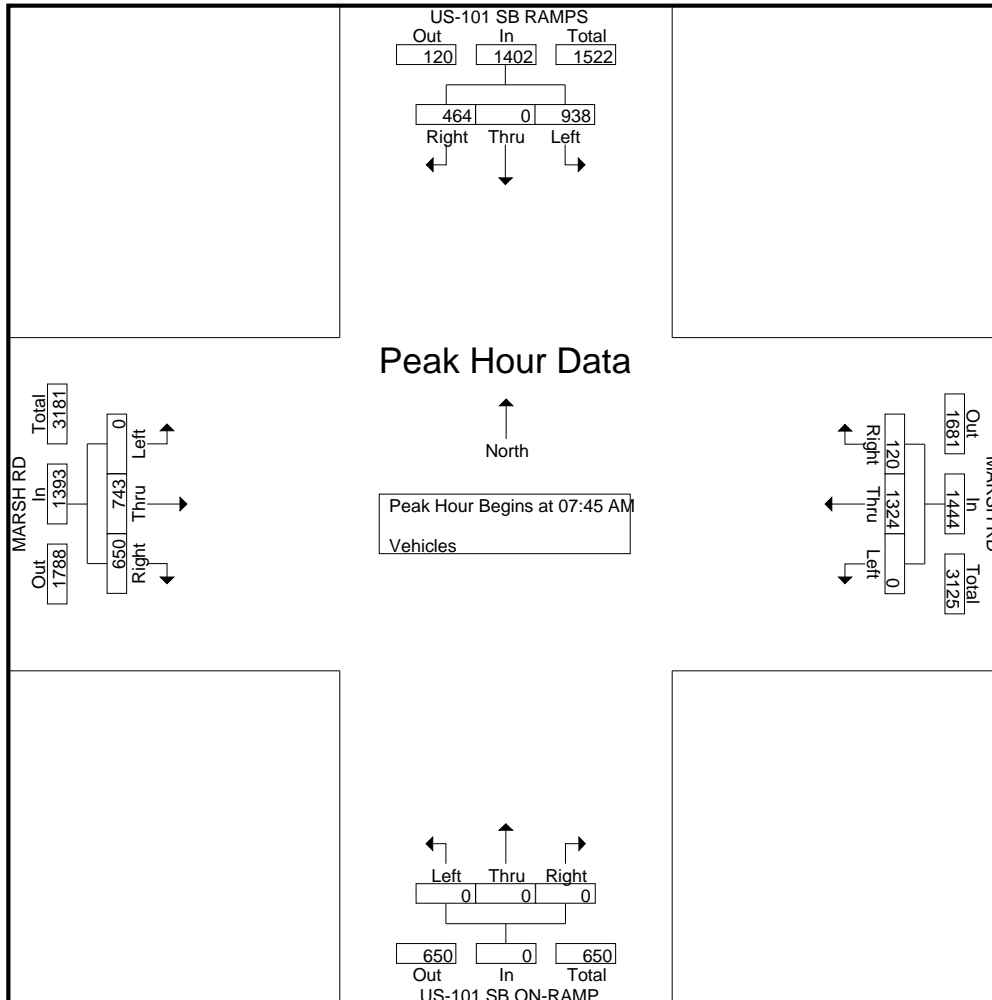 US-101 SB RAMPS
Out In Total
120 1402 1522
464 0 938
Right Thru Left
Peak Hour Data
North
Peak Hour Begins at 07:45 AM
Vehicles
MARSH RD
Out In Total
1788 1393 3181
Right Thru Left
650 743 0
MARSH RD
Out In Total
1681 1444 3125
Right Thru Left
120 1324 0
Left Thru Right
0 0 0
650 0 650
Out In Total
US-101 SB ON-RAMP